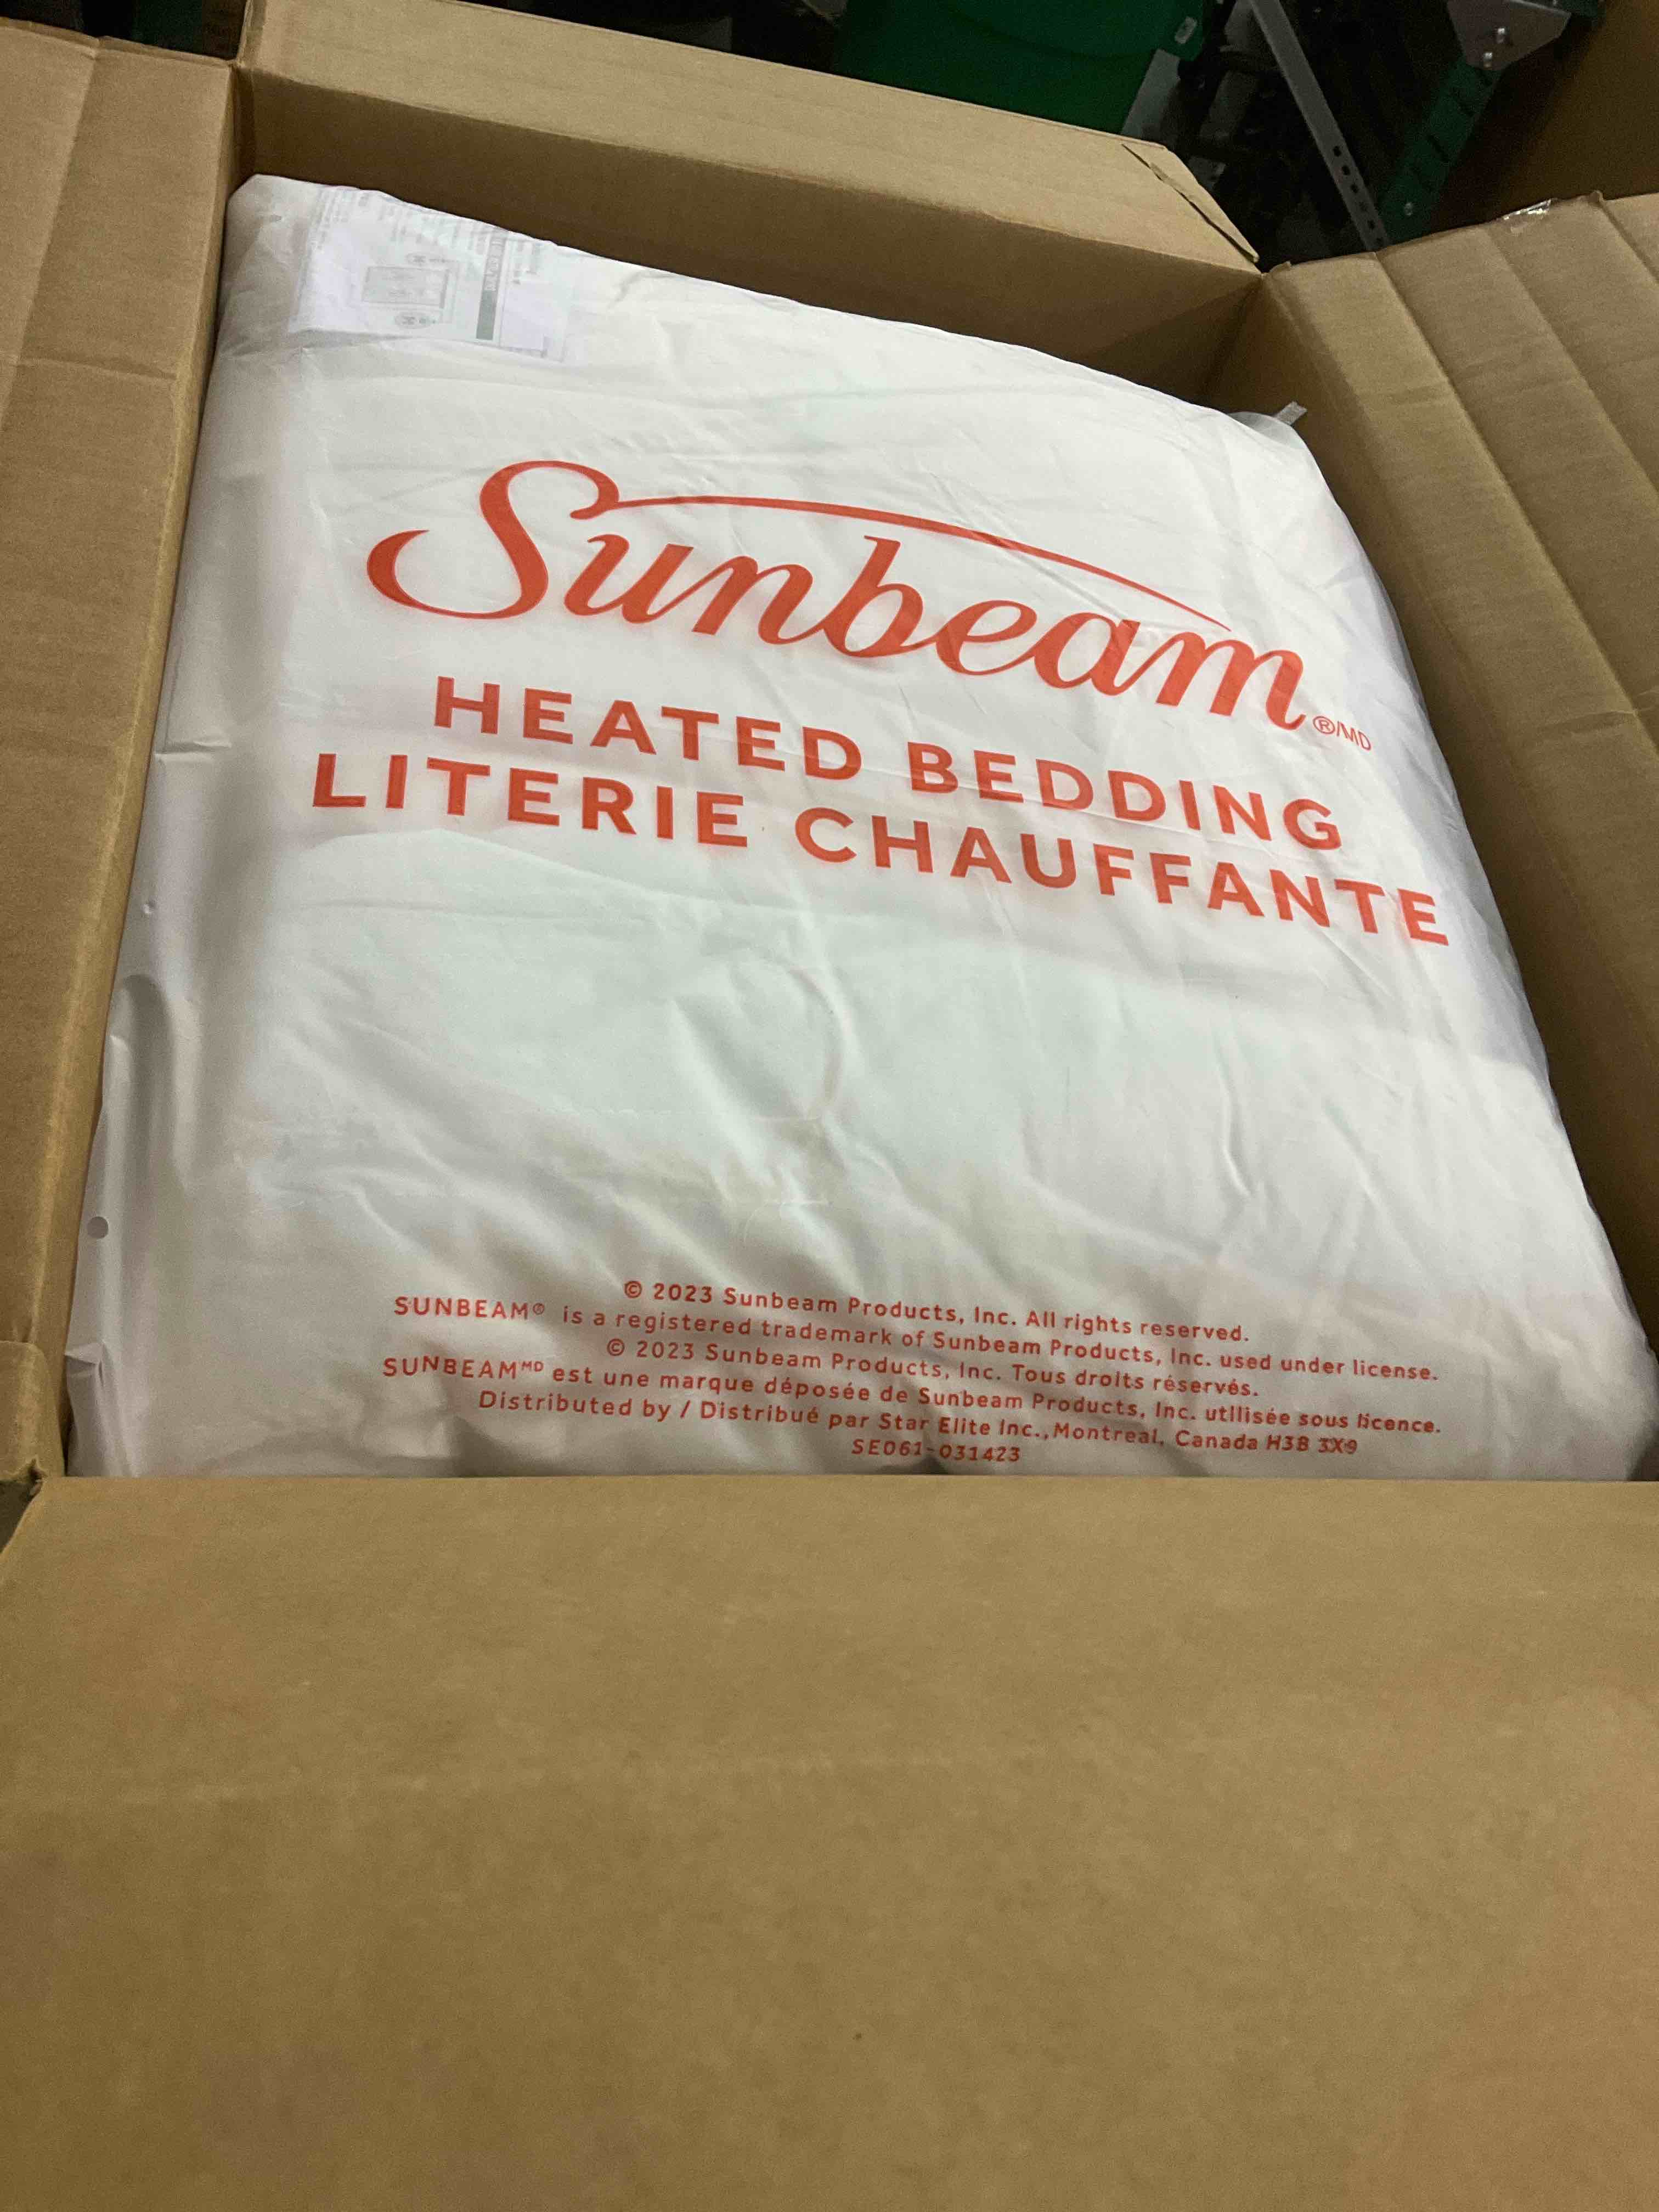 Sunbeam®/MD
HEATED BEDDING
LITERIE CHAUFFANTE
© 2023 Sunbeam Products, Inc. All rights reserved.
SUNBEAM® is a registered trademark of Sunbeam Products, Inc. used under license.
© 2023 Sunbeam Products, Inc. Tous droits réservés.
SUNBEAMMD est une marque déposée de Sunbeam Products, Inc. utilisée sous licence.
Distributed by / Distribué par Star Elite Inc., Montreal, Canada H3B 3X9
SE061-031423